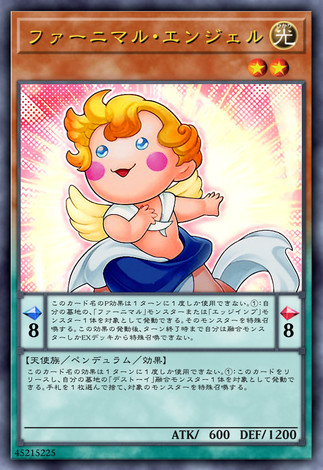 ファーニマル・エンジェル
光
このカード名のP効果は1ターンに1度しか使用できない。①:自
分の墓地の、「ファーニマル」モンスターまたは「エッジインプ」モン
スター1体を対象として発動できる。そのモンスターを特殊召
喚する。この効果の発動後、ターン終了時まで自分は融合モンス
ターしかEXデッキから特殊召喚できない。
8
8
【天使族/ペンデュラム/効果】
このカード名の効果は1ターンに1度しか使用できない。①:このカードをリ
リースし、自分の墓地の「デストーイ」融合モンスター1体を対象として発動で
きる。手札を1枚選んで捨て、対象のモンスターを特殊召喚する。
ATK/ 600 DEF/1200
45215225